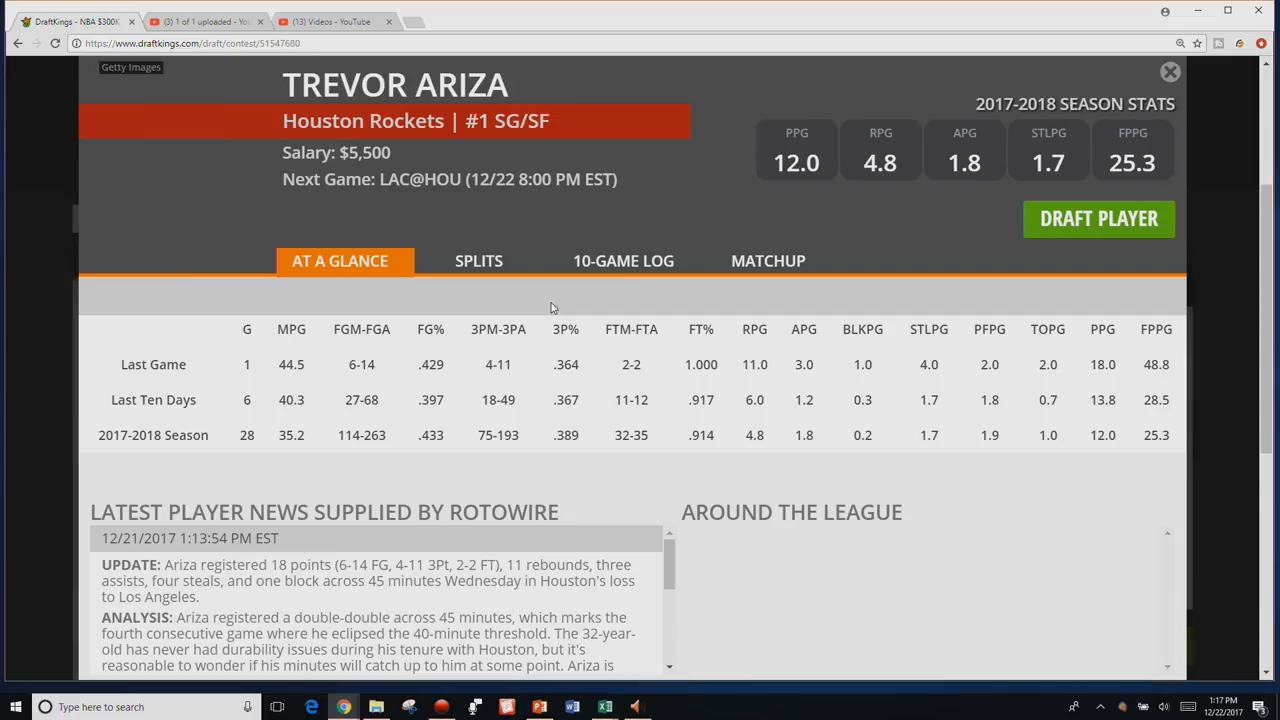 DraftKings - NBA $300K
(3) 1 of 1 uploaded - You
(13) Videos - YouTube
https://www.draftkings.com/draft/contest/51547680
Getty Images
TREVOR ARIZA
Houston Rockets | #1 SG/SF
Salary: $5,500
Next Game: LAC@HOU (12/22 8:00 PM EST)
2017-2018 SEASON STATS
PPG RPG APG STLPG FPPG
12.0 4.8 1.8 1.7 25.3
DRAFT PLAYER
AT A GLANCE SPLITS 10-GAME LOG MATCHUP
G MPG FGM-FGA FG% 3PM-3PA 3P% FTM-FTA FT% RPG APG BLKPG STLPG PFPG TOPG PPG FPPG
Last Game 1 44.5 6-14 .429 4-11 .364 2-2 1.000 11.0 3.0 1.0 4.0 2.0 2.0 18.0 48.8
Last Ten Days 6 40.3 27-68 .397 18-49 .367 11-12 .917 6.0 1.2 0.3 1.7 1.8 0.7 13.8 28.5
2017-2018 Season 28 35.2 114-263 .433 75-193 .389 32-35 .914 4.8 1.8 0.2 1.7 1.9 1.0 12.0 25.3
LATEST PLAYER NEWS SUPPLIED BY ROTOWIRE
12/21/2017 1:13:54 PM EST
UPDATE: Ariza registered 18 points (6-14 FG, 4-11 3Pt, 2-2 FT), 11 rebounds, three
assists, four steals, and one block across 45 minutes Wednesday in Houston's loss
to Los Angeles.
ANALYSIS: Ariza registered a double-double across 45 minutes, which marks the
fourth consecutive game where he eclipsed the 40-minute threshold. The 32-year-
old has never had durability issues during his tenure with Houston, but it's
reasonable to wonder if his minutes will catch up to him at some point. Ariza is
AROUND THE LEAGUE
Type here to search
1:17 PM
12/22/2017